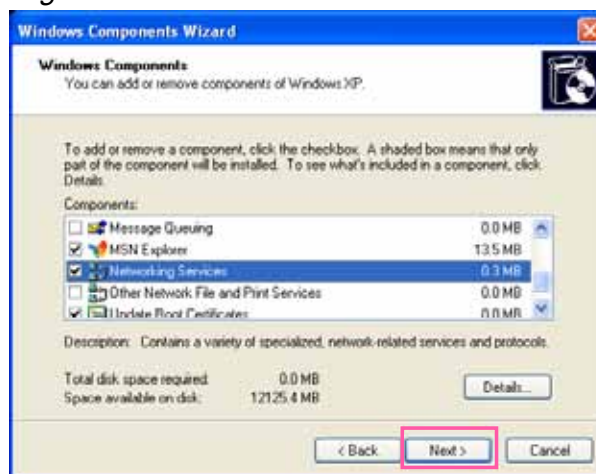 Windows Components Wizard
Windows Components
You can add or remove components of Windows XP.
To add or remove a component, click the checkbox. A shaded box means that only
part of the component will be installed. To see what's included in a component, click
Details.
Components:
Message Queuing 0.0 MB
MSN Explorer 13.5 MB
Networking Services 0.3 MB
Other Network File and Print Services 0.0 MB
Update Root Certificates 0.0 MB
Description: Contains a variety of specialized, network-related services and protocols.
Total disk space required: 0.0 MB
Space available on disk: 12125.4 MB
Details...
< Back Next > Cancel